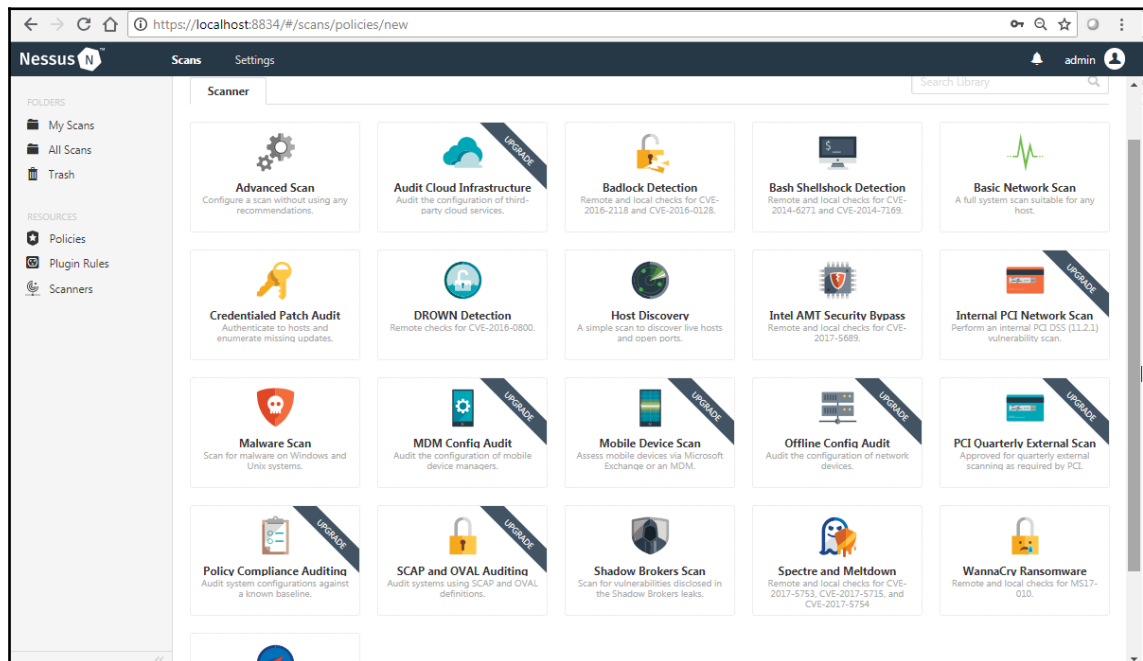 https://localhost:8834/#/scans/policies/new
Nessus N ™
Scans
Settings
admin
FOLDERS
My Scans
All Scans
Trash
RESOURCES
Policies
Plugin Rules
Scanners
Scanner
Search Library
Advanced Scan
Configure a scan without using any
recommendations.
UPGRADE
Audit Cloud Infrastructure
Audit the configuration of third-
party cloud services.
Badlock Detection
Remote and local checks for CVE-
2016-2118 and CVE-2016-0128.
$_
Bash Shellshock Detection
Remote and local checks for CVE-
2014-6271 and CVE-2014-7169.
Basic Network Scan
A full system scan suitable for any
host.
Credentialed Patch Audit
Authenticate to hosts and
enumerate missing updates.
DROWN Detection
Remote checks for CVE-2016-0800.
Host Discovery
A simple scan to discover live hosts
and open ports.
Intel AMT Security Bypass
Remote and local checks for CVE-
2017-5689.
UPGRADE
Internal PCI Network Scan
Perform an internal PCI DSS (11.2.1)
vulnerability scan.
Malware Scan
Scan for malware on Windows and
Unix systems.
UPGRADE
MDM Config Audit
Audit the configuration of mobile
device managers.
UPGRADE
Mobile Device Scan
Assess mobile devices via Microsoft
Exchange or an MDM.
UPGRADE
Offline Config Audit
Audit the configuration of network
devices.
UPGRADE
PCI Quarterly External Scan
Approved for quarterly external
scanning as required by PCI.
UPGRADE
Policy Compliance Auditing
Audit system configurations against
a known baseline.
UPGRADE
SCAP and OVAL Auditing
Audit systems using SCAP and OVAL
definitions.
Shadow Brokers Scan
Scan for vulnerabilities disclosed in
the Shadow Brokers leaks.
Spectre and Meltdown
Remote and local checks for CVE-
2017-5753, CVE-2017-5715, and
CVE-2017-5754
WannaCry Ransomware
Remote and local checks for MS17-
010.